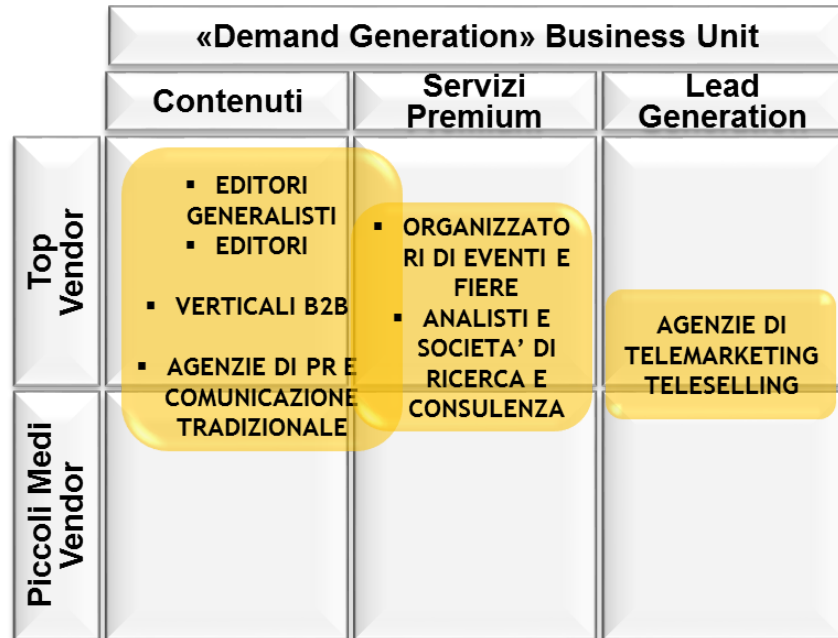 «Demand Generation» Business Unit
Contenuti
Servizi
Premium
Lead
Generation
Top
Vendor
▪ EDITORI
GENERALISTI
▪ EDITORI
▪ VERTICALI B2B
▪ AGENZIE DI PR E
COMUNICAZIONE
TRADIZIONALE
▪ ORGANIZZATO
RI DI EVENTI E
FIERE
▪ ANALISTI E
SOCIETA’ DI
RICERCA E
CONSULENZA
AGENZIE DI
TELEMARKETING
TELESELLING
Piccoli Medi
Vendor